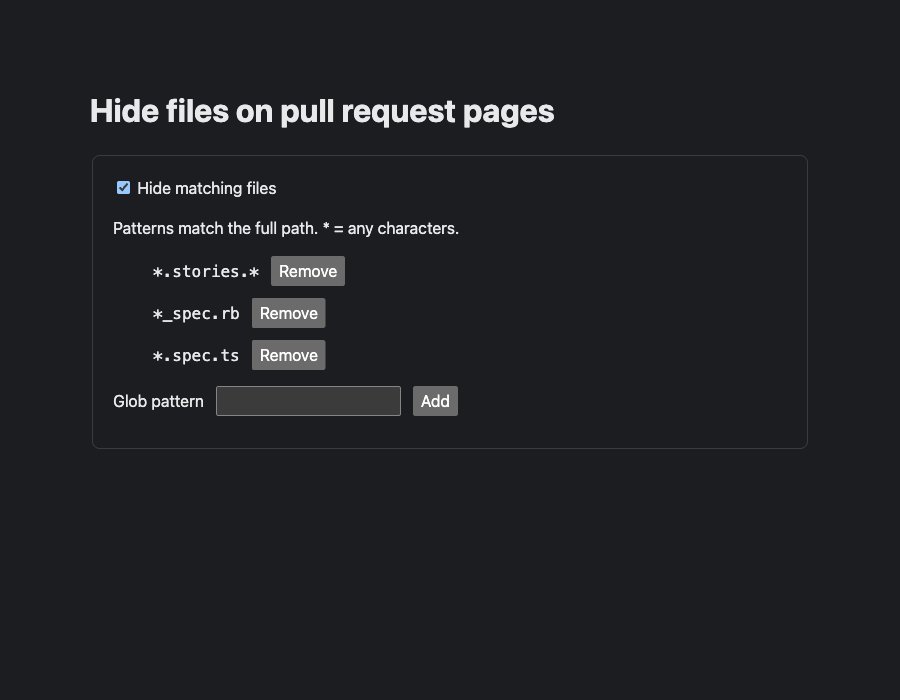 Hide files on pull request pages
Hide matching files
Patterns match the full path. * = any characters.
*.stories.* Remove
*_spec.rb Remove
*.spec.ts Remove
Glob pattern Add